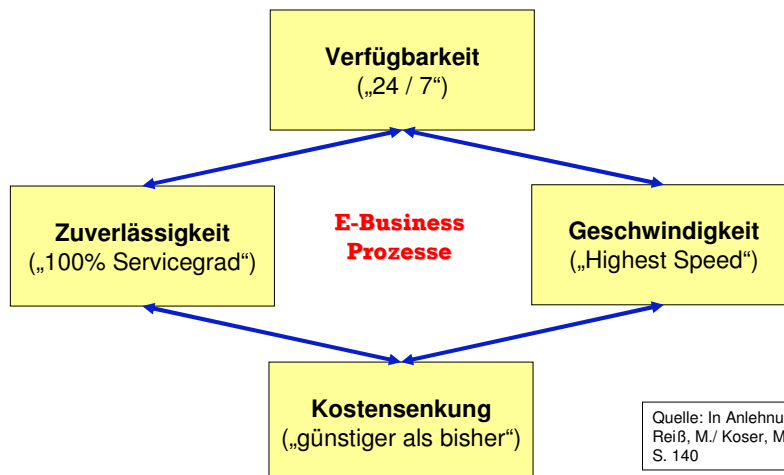 Verfügbarkeit
(„24 / 7“)
Zuverlässigkeit
(„100% Servicegrad“)
E-Business
Prozesse
Geschwindigkeit
(„Highest Speed“)
Kostensenkung
(„günstiger als bisher“)
Quelle: In Anlehnu
Reiß, M./ Koser, M
S. 140